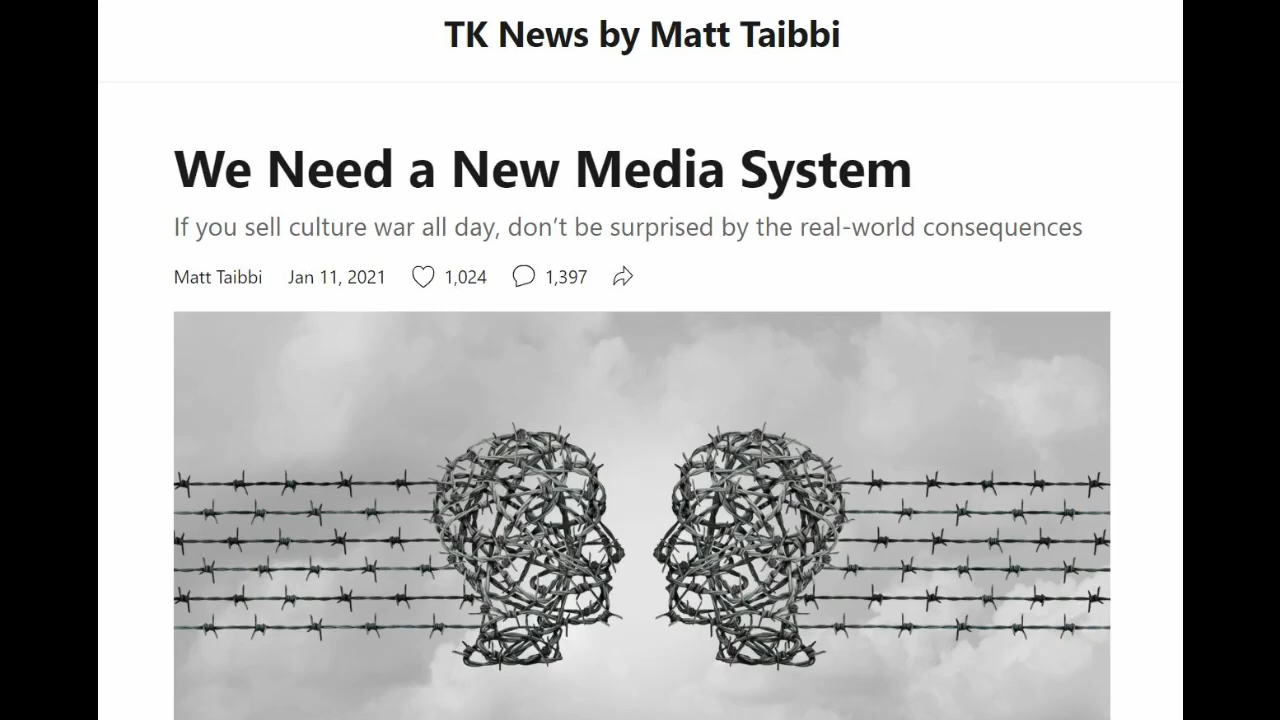 TK News by Matt Taibbi
We Need a New Media System
If you sell culture war all day, don’t be surprised by the real-world consequences
Matt Taibbi Jan 11, 2021 1,024 1,397